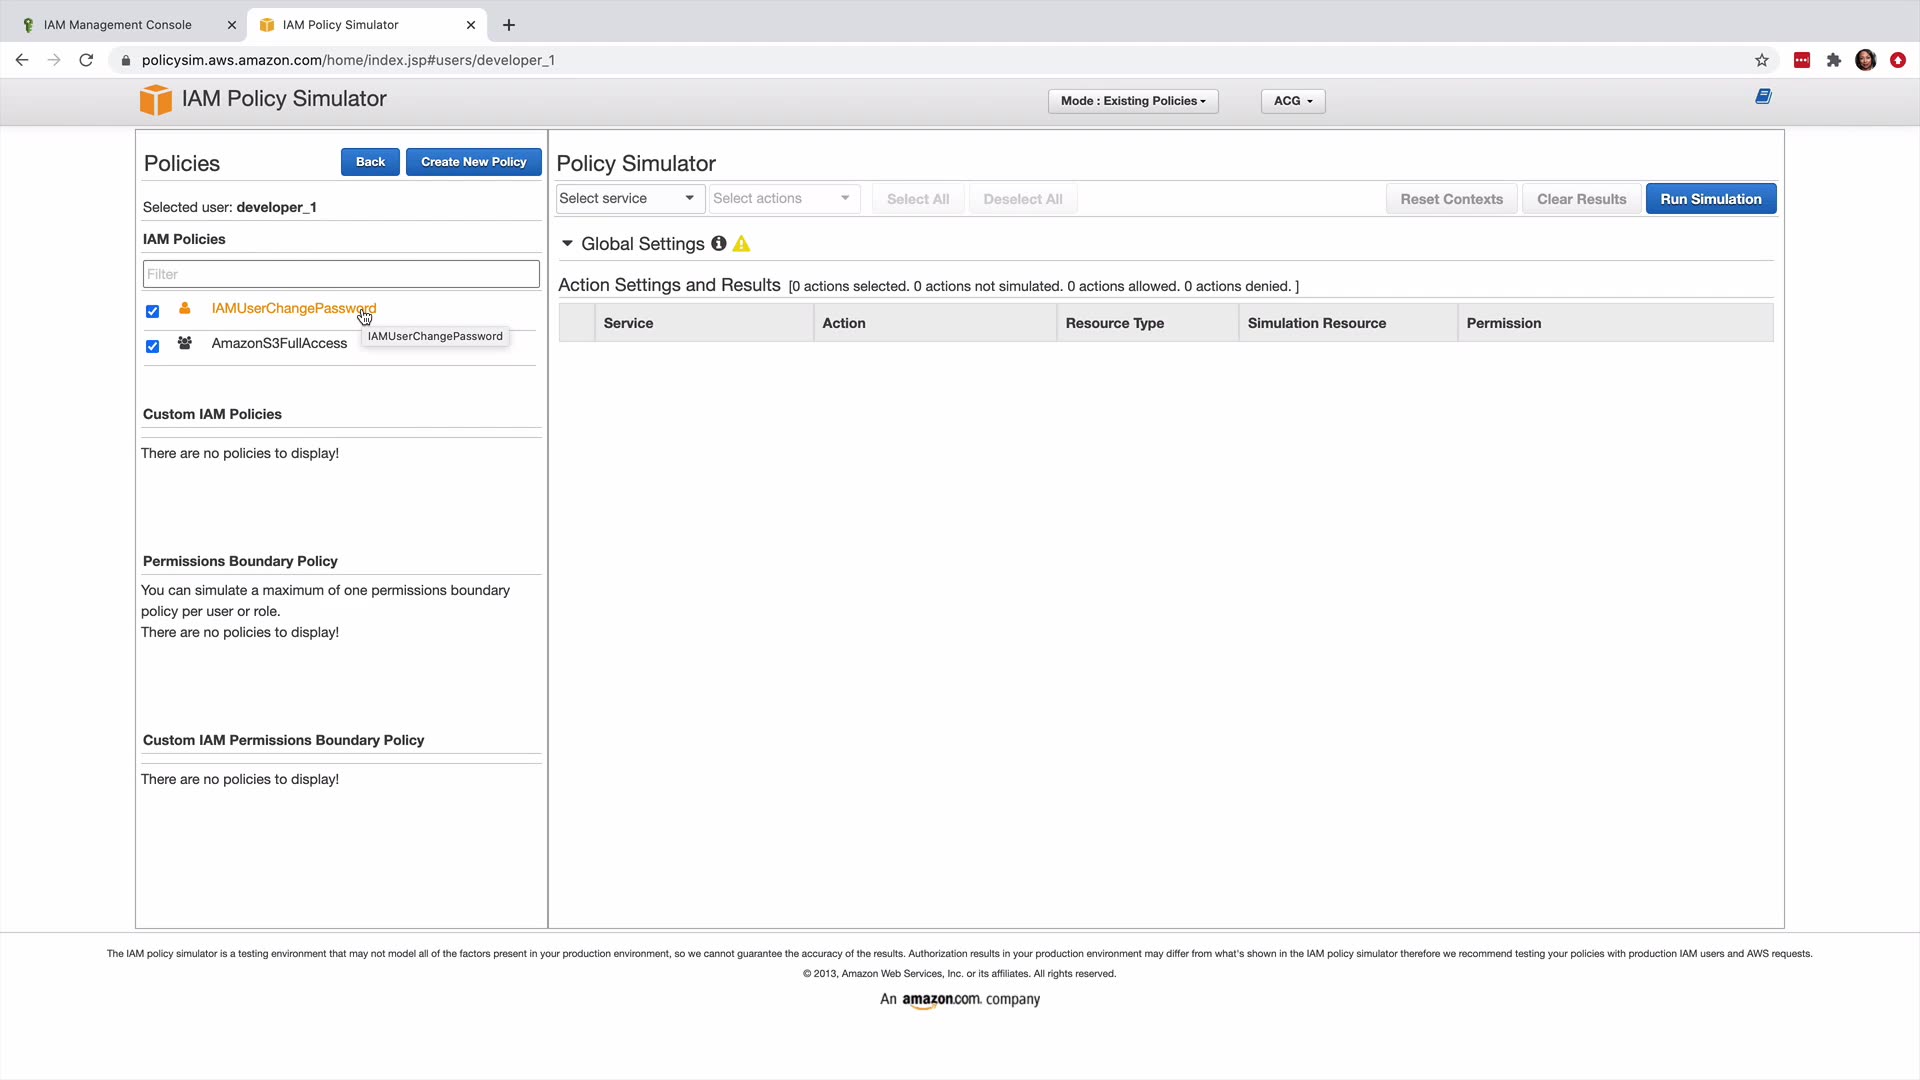 IAM Management Console
IAM Policy Simulator
policysim.aws.amazon.com/home/index.jsp#users/developer_1
IAM Policy Simulator
Mode : Existing Policies
ACG
Policies
Back
Create New Policy
Selected user: developer_1
IAM Policies
Filter
IAMUserChangePassword
IAMUserChangePassword
AmazonS3FullAccess
Custom IAM Policies
There are no policies to display!
Permissions Boundary Policy
You can simulate a maximum of one permissions boundary
policy per user or role.
There are no policies to display!
Custom IAM Permissions Boundary Policy
There are no policies to display!
Policy Simulator
Select service
Select actions
Select All
Deselect All
Reset Contexts
Clear Results
Run Simulation
Global Settings
Action Settings and Results [0 actions selected. 0 actions not simulated. 0 actions allowed. 0 actions denied. ]
Service
Action
Resource Type
Simulation Resource
Permission
The IAM policy simulator is a testing environment that may not model all of the factors present in your production environment, so we cannot guarantee the accuracy of the results. Authorization results in your production environment may differ from what's shown in the IAM policy simulator therefore we recommend testing your policies with production IAM users and AWS requests.
© 2013, Amazon Web Services, Inc. or its affiliates. All rights reserved.
An amazon.com. company